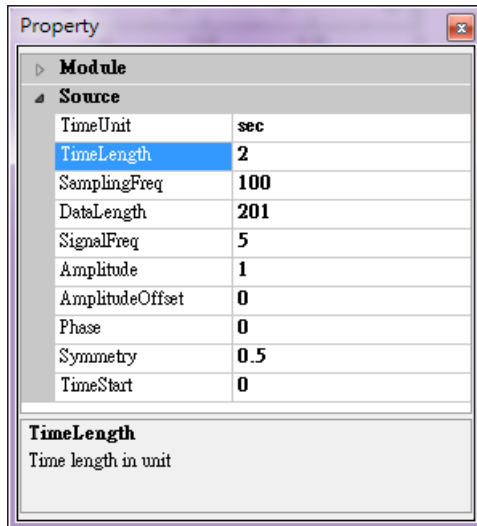 Property
Module
Source
TimeUnit sec
TimeLength 2
SamplingFreq 100
DataLength 201
SignalFreq 5
Amplitude 1
AmplitudeOffset 0
Phase 0
Symmetry 0.5
TimeStart 0
TimeLength
Time length in unit